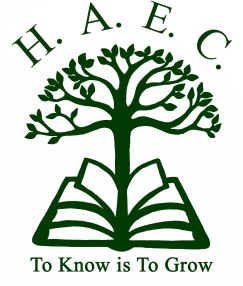 H. A. E. C.
To Know is To Grow